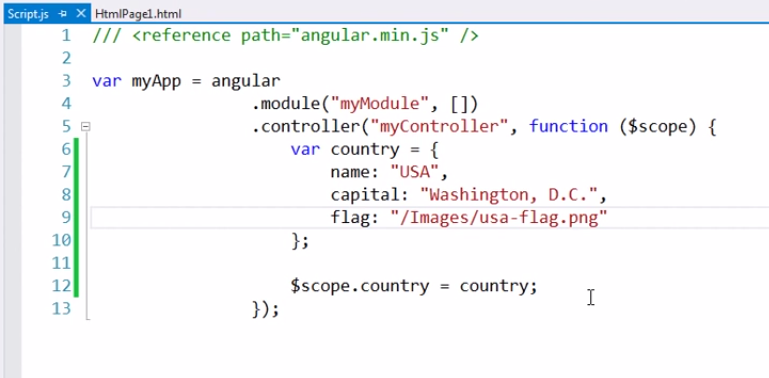 Script.js HtmlPage1.html
1 /// <reference path="angular.min.js" />
2
3 var myApp = angular
4 .module("myModule", [])
5 .controller("myController", function ($scope) {
6 var country = {
7 name: "USA",
8 capital: "Washington, D.C.",
9 flag: "/Images/usa-flag.png"
10 };
11
12 $scope.country = country;
13 });